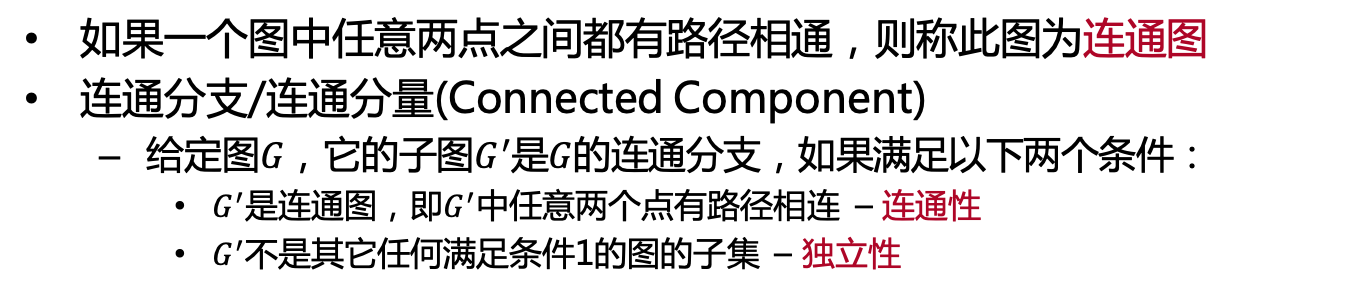 • 如果一个图中任意两点之间都有路径相通，则称此图为连通图
• 连通分支/连通分量(Connected Component)
– 给定图G，它的子图G′是G的连通分支，如果满足以下两个条件：
• G′是连通图，即G′中任意两个点有路径相连 – 连通性
• G′不是其它任何满足条件1的图的子集 – 独立性